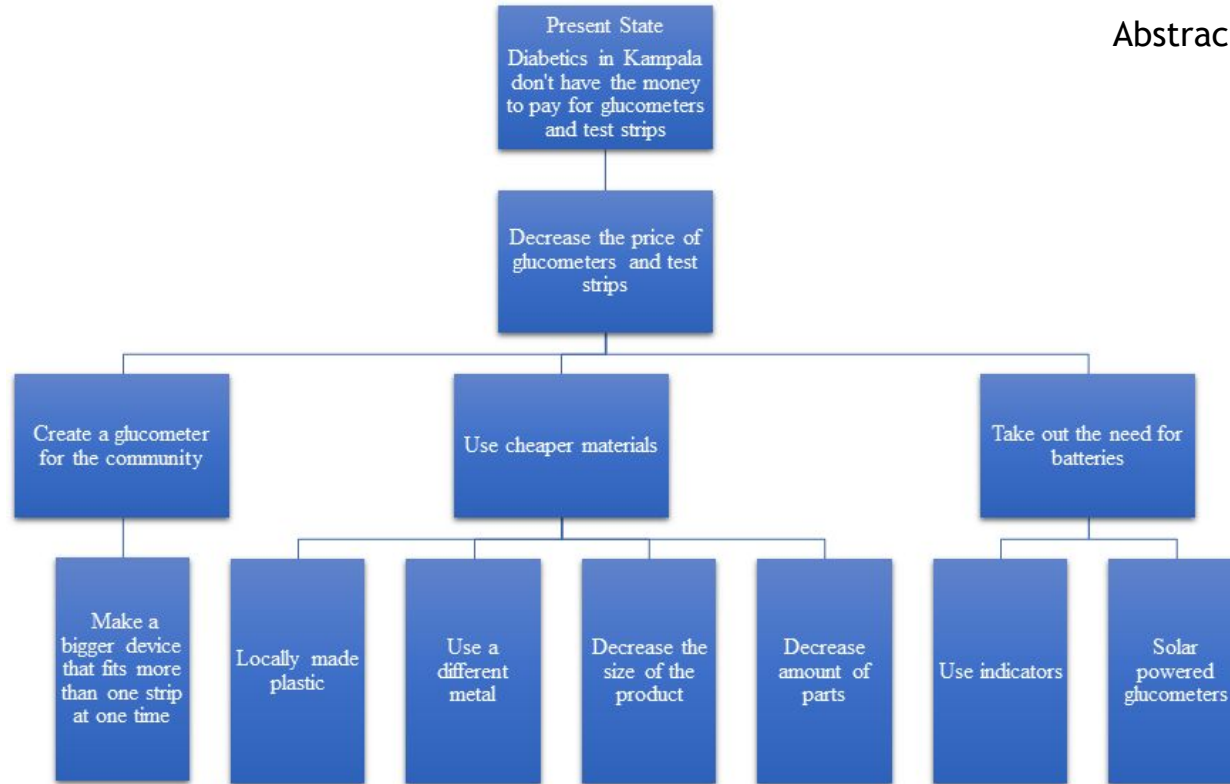 Abstrac
Present State
Diabetics in Kampala
don't have the money
to pay for glucometers
and test strips
Decrease the price of
glucometers and test
strips
Create a glucometer
for the community
Use cheaper materials
Take out the need for
batteries
Make a
bigger device
that fits more
than one strip
at one time
Locally made
plastic
Use a
different
metal
Decrease the
size of the
product
Decrease
amount of
parts
Use indicators
Solar
powered
glucometers